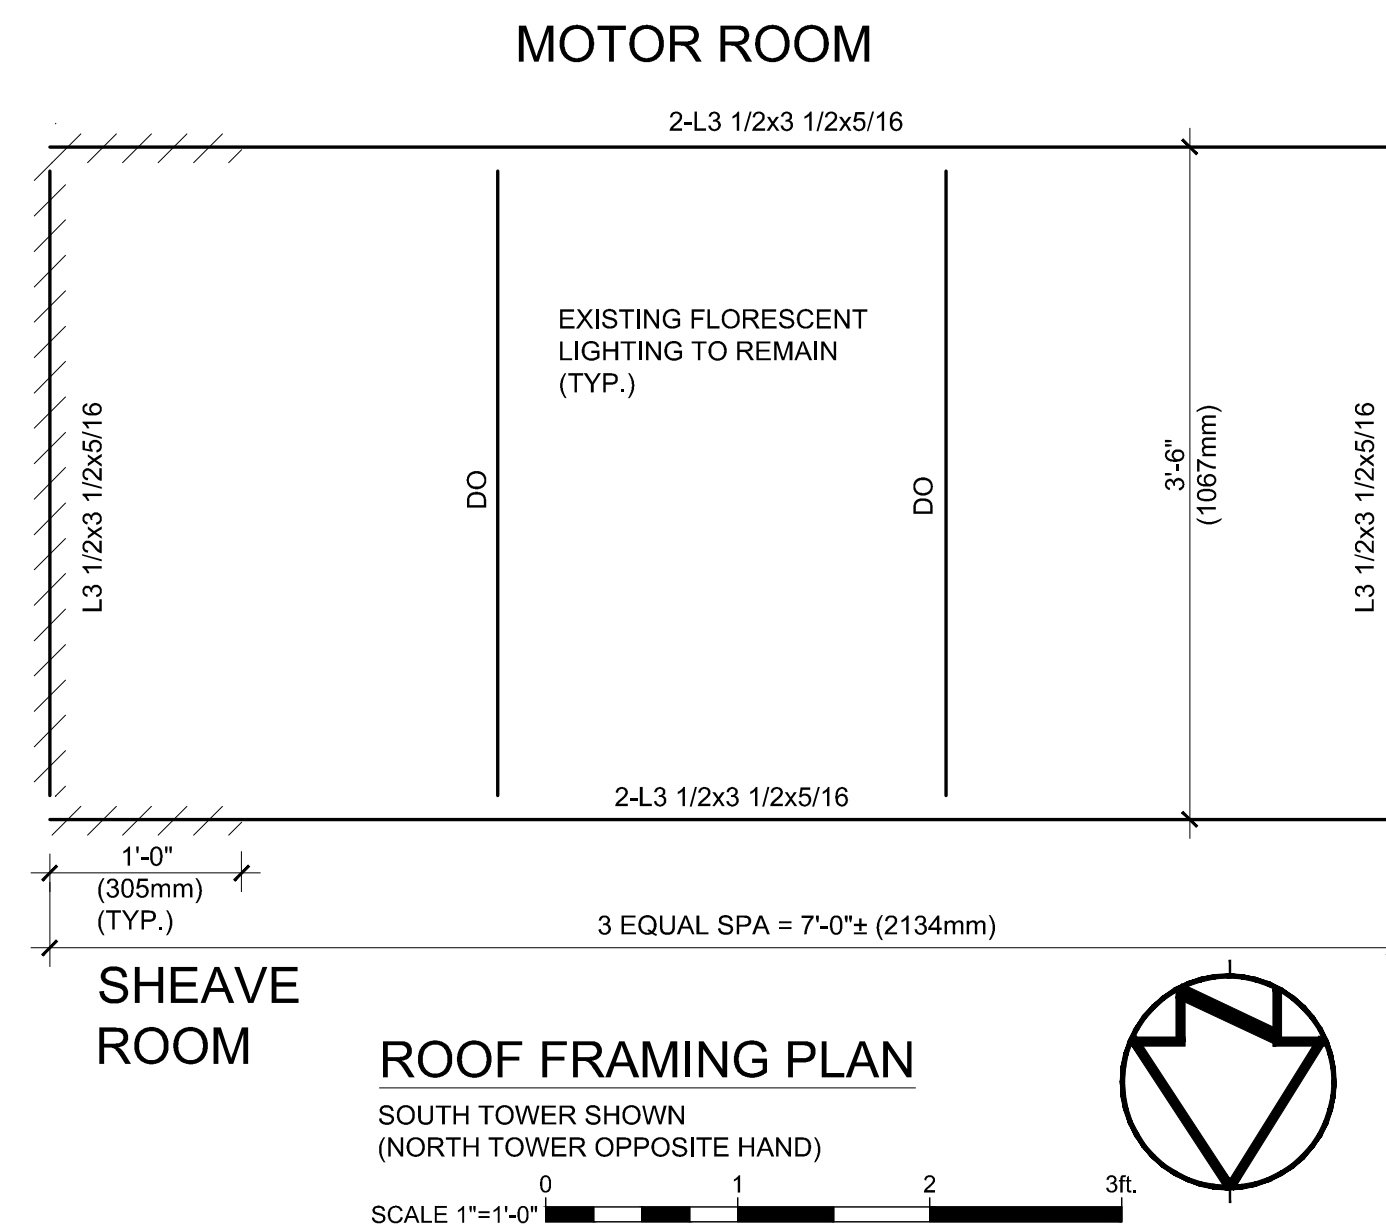 MOTOR ROOM
2-L3 1/2x3 1/2x5/16
EXISTING FLORESCENT
LIGHTING TO REMAIN
(TYP.)
L3 1/2x3 1/2x5/16
DO
DO
3'-6"
(1067mm)
L3 1/2x3 1/2x5/16
2-L3 1/2x3 1/2x5/16
1'-0"
(305mm)
(TYP.)
3 EQUAL SPA = 7'-0"± (2134mm)
SHEAVE
ROOM
N
ROOF FRAMING PLAN
SOUTH TOWER SHOWN
(NORTH TOWER OPPOSITE HAND)
0 1 2 3ft.
SCALE 1"=1'-0"